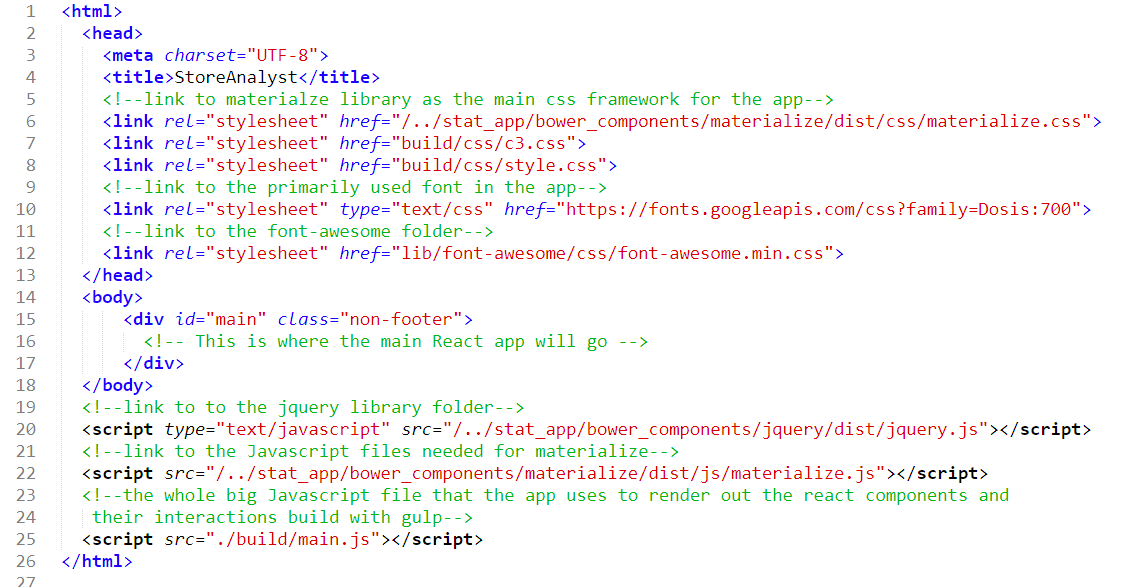 1 <html>
2 <head>
3 <meta charset="UTF-8">
4 <title>StoreAnalyst</title>
5 <!--link to materialze library as the main css framework for the app-->
6 <link rel="stylesheet" href="/../stat_app/bower_components/materialize/dist/css/materialize.css">
7 <link rel="stylesheet" href="build/css/c3.css">
8 <link rel="stylesheet" href="build/css/style.css">
9 <!--link to the primarily used font in the app-->
10 <link rel="stylesheet" type="text/css" href="https://fonts.googleapis.com/css?family=Dosis:700">
11 <!--link to the font-awesome folder-->
12 <link rel="stylesheet" href="lib/font-awesome/css/font-awesome.min.css">
13 </head>
14 <body>
15 <div id="main" class="non-footer">
16 <!-- This is where the main React app will go -->
17 </div>
18 </body>
19 <!--link to to the jquery library folder-->
20 <script type="text/javascript" src="/../stat_app/bower_components/jquery/dist/jquery.js"></script>
21 <!--link to the Javascript files needed for materialize-->
22 <script src="/../stat_app/bower_components/materialize/dist/js/materialize.js"></script>
23 <!--the whole big Javascript file that the app uses to render out the react components and
24 their interactions build with gulp-->
25 <script src="./build/main.js"></script>
26 </html>
27